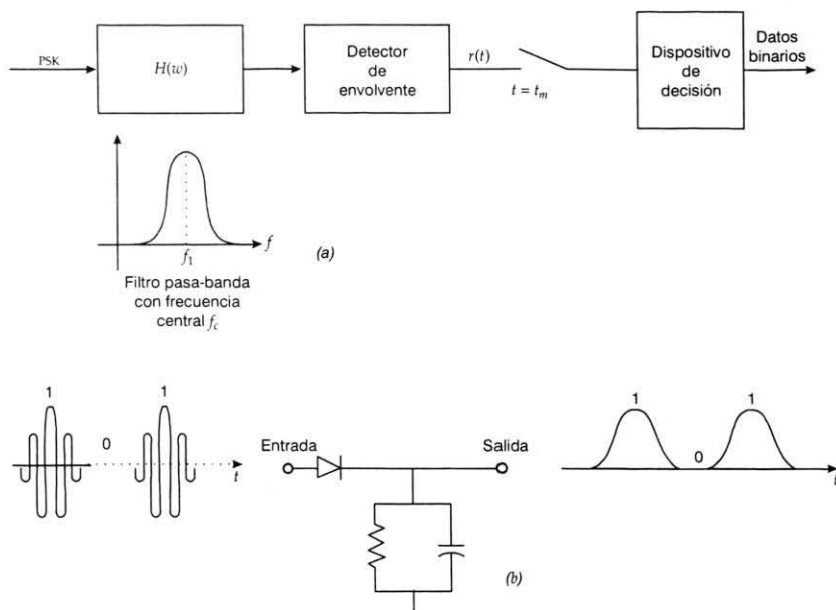 PSK
H(w)
Detector
de
envolvente
r(t)
t = t_m
Dispositivo
de
decisión
Datos
binarios
f
f_1
(a)
Filtro pasa-banda
con frecuencia
central f_c
1
1
0
t
Entrada
Salida
(b)
1
1
0
t